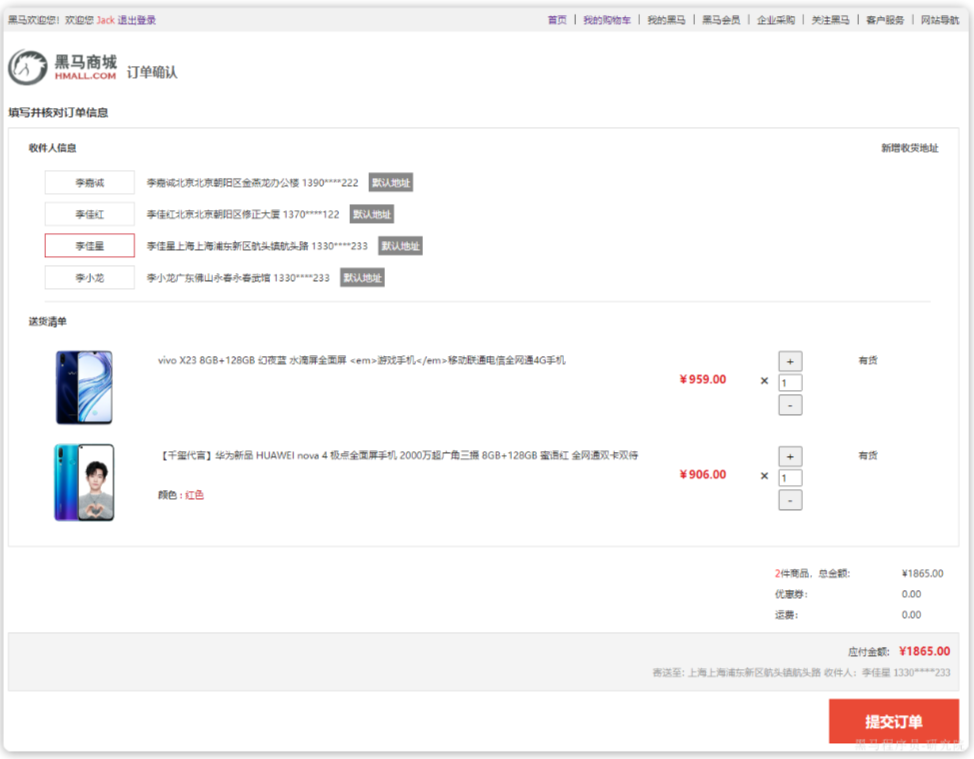 黑马欢迎您! 欢迎您 Jack 退出登录 首页 | 我的购物车 | 我的黑马 | 黑马会员 | 企业采购 | 关注黑马 | 客户服务 | 网站导航
黑马商城
HMALL.COM
订单确认
填写并核对订单信息
收件人信息 新增收货地址
李嘉诚 李嘉诚北京北京朝阳区金燕龙办公楼 1390****222 默认地址
李佳红 李佳红北京北京朝阳区修正大厦 1370****122 默认地址
李佳星 李佳星上海上海浦东新区航头镇航头路 1330****233 默认地址
李小龙 李小龙广东佛山永春永春武馆 1330****233 默认地址
送货清单
vivo X23 8GB+128GB 幻夜蓝 水滴屏全面屏 <em>游戏手机</em>移动联通电信全网通4G手机 + 有货
¥959.00 × 1
-
【千玺代言】华为新品 HUAWEI nova 4 极点全面屏手机 2000万超广角三摄 8GB+128GB 蜜语红 全网通双卡双待 + 有货
¥906.00 × 1
颜色 : 红色 -
2件商品，总金额: ¥1865.00
优惠券: 0.00
运费: 0.00
应付金额: ¥1865.00
寄送至: 上海上海浦东新区航头镇航头路 收件人: 李佳星 1330****233
提交订单